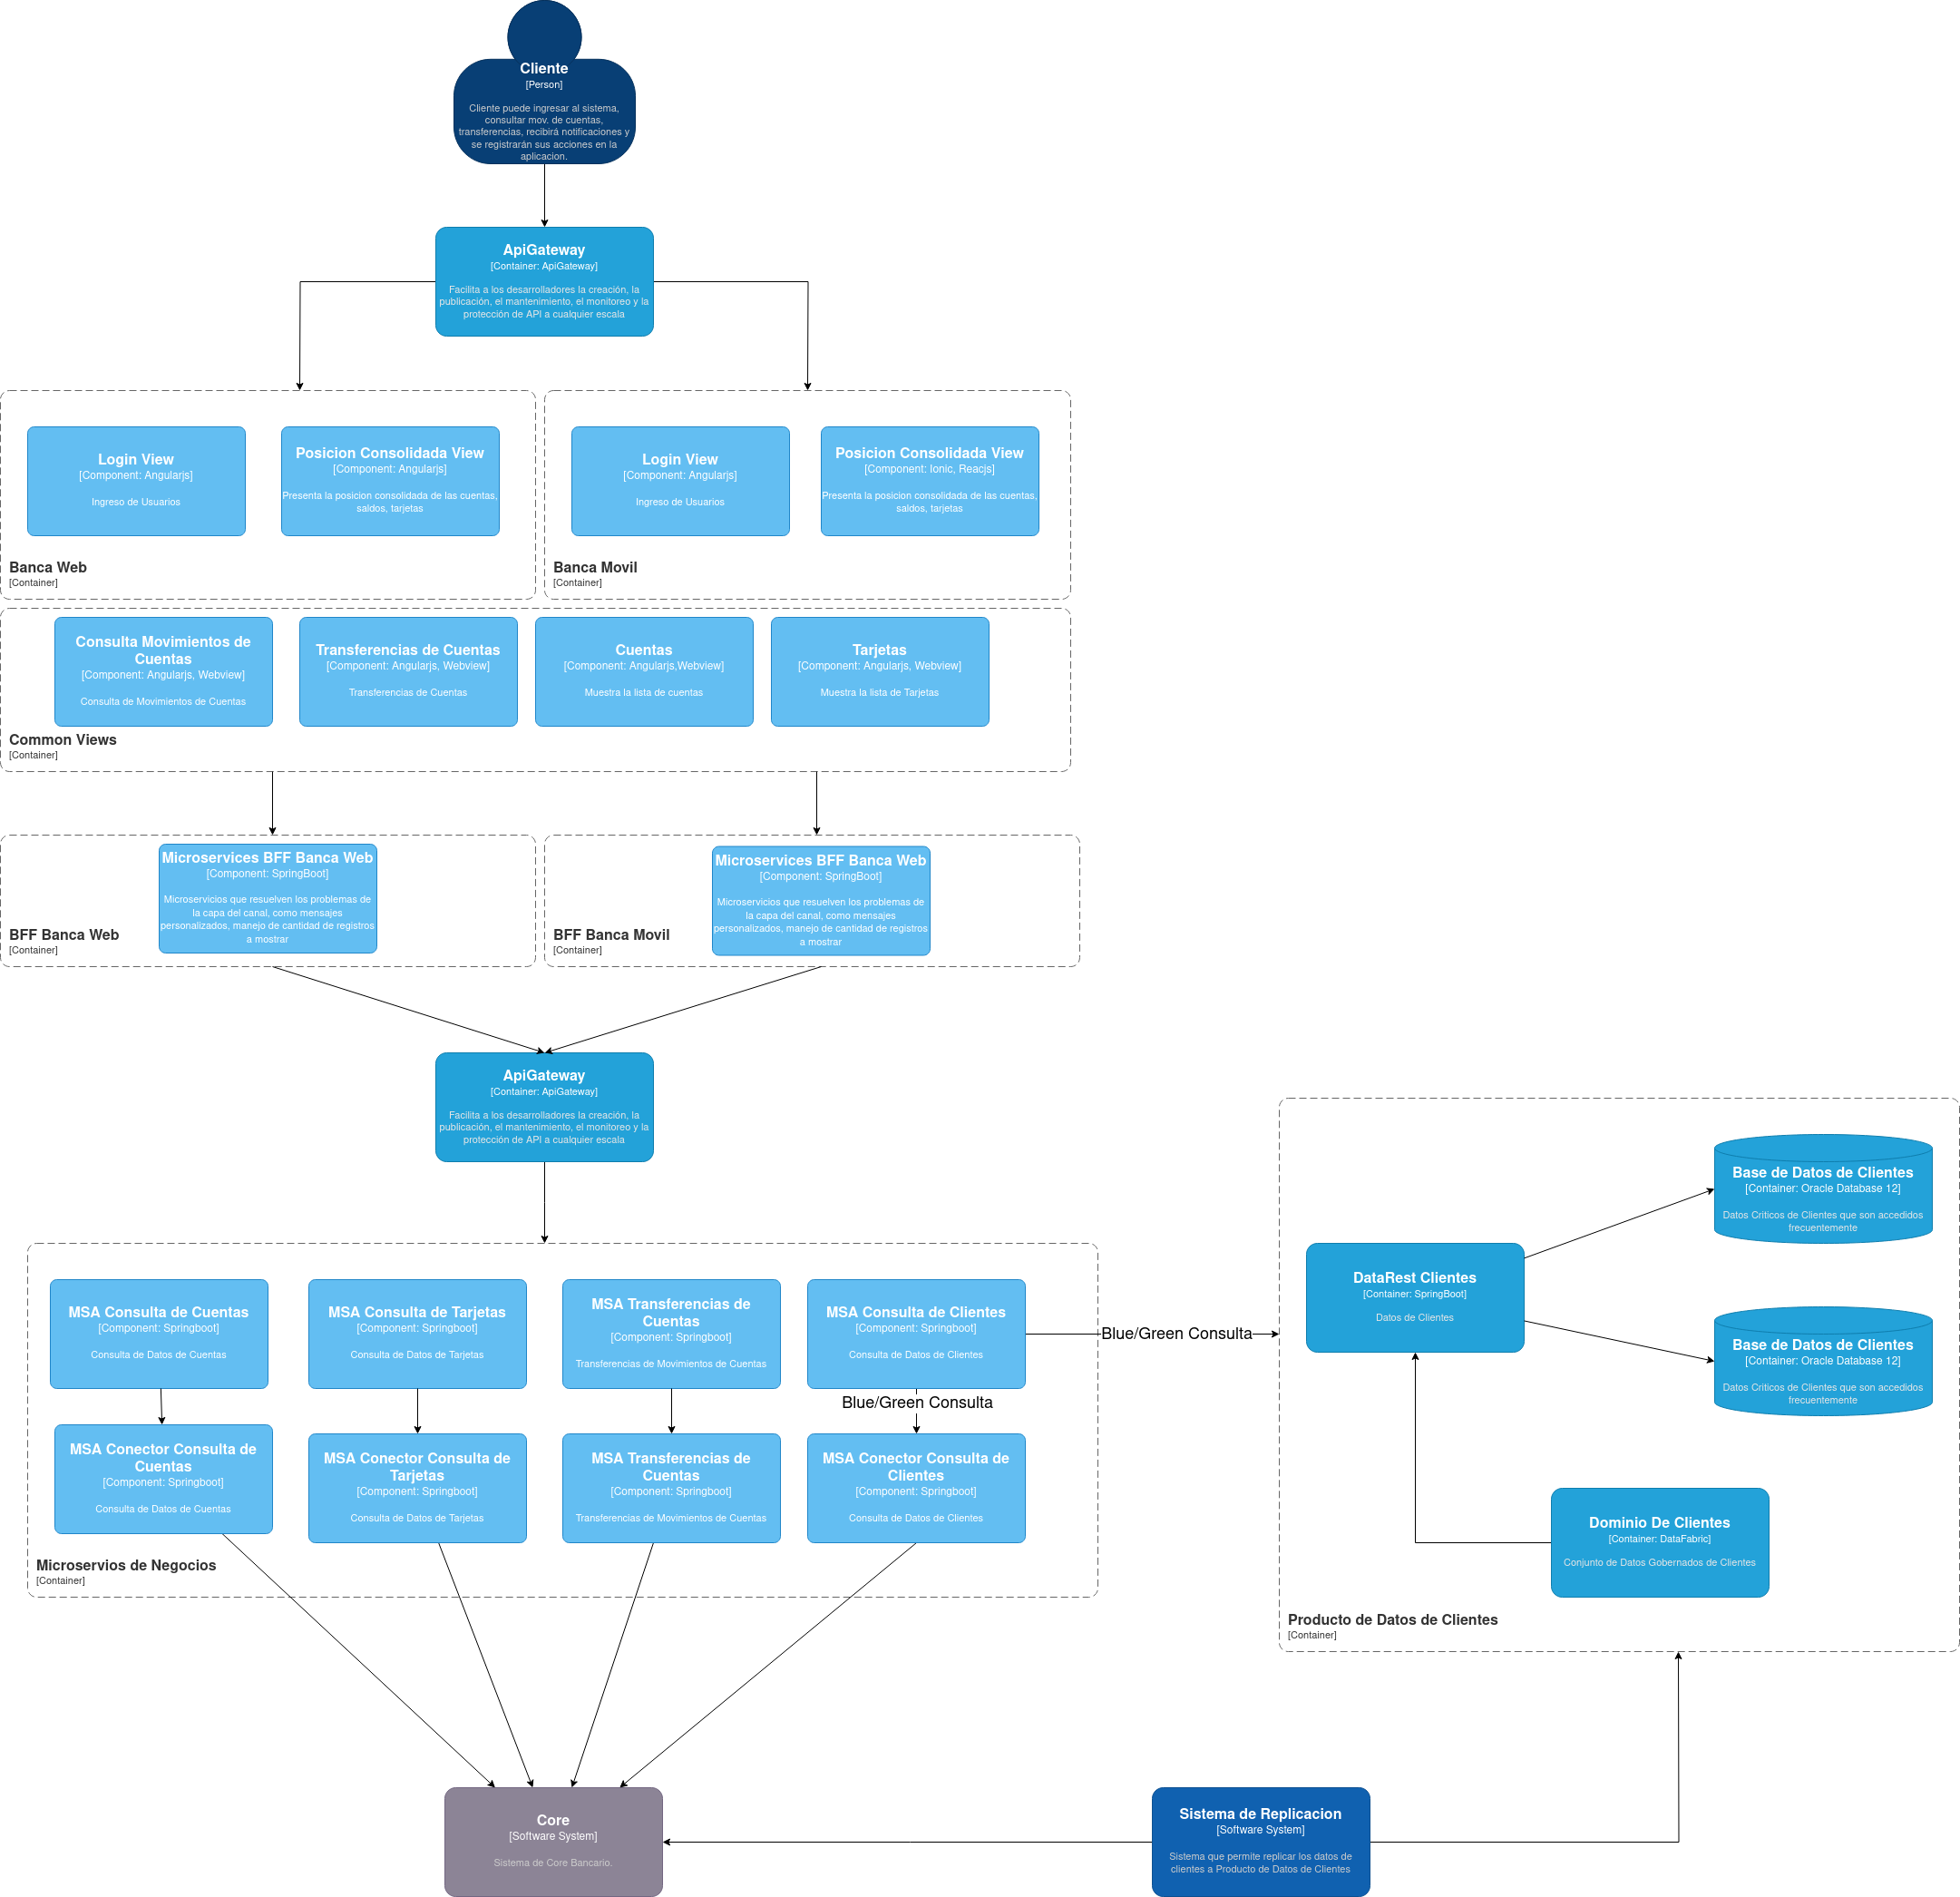 Cliente
[Person]
Cliente puede ingresar al sistema,
consultar mov. de cuentas,
transferencias, recibirá notificaciones y
se registrarán sus acciones en la
aplicacion.
ApiGateway
[Container: ApiGateway]
Facilita a los desarrolladores la creación, la
publicación, el mantenimiento, el monitoreo y la
protección de API a cualquier escala
Login View
[Component: Angularjs]
Ingreso de Usuarios
Posicion Consolidada View
[Component: Angularjs]
Presenta la posicion consolidada de las cuentas,
saldos, tarjetas
Banca Web
[Container]
Login View
[Component: Angularjs]
Ingreso de Usuarios
Posicion Consolidada View
[Component: Ionic, Reacjs]
Presenta la posicion consolidada de las cuentas,
saldos, tarjetas
Banca Movil
[Container]
Consulta Movimientos de
Cuentas
[Component: Angularjs, Webview]
Consulta de Movimientos de Cuentas
Transferencias de Cuentas
[Component: Angularjs, Webview]
Transferencias de Cuentas
Cuentas
[Component: Angularjs,Webview]
Muestra la lista de cuentas
Tarjetas
[Component: Angularjs, Webview]
Muestra la lista de Tarjetas
Common Views
[Container]
Microservices BFF Banca Web
[Component: SpringBoot]
Microservicios que resuelven los problemas de
la capa del canal, como mensajes
personalizados, manejo de cantidad de registros
a mostrar
BFF Banca Web
[Container]
Microservices BFF Banca Web
[Component: SpringBoot]
Microservicios que resuelven los problemas de
la capa del canal, como mensajes
personalizados, manejo de cantidad de registros
a mostrar
BFF Banca Movil
[Container]
ApiGateway
[Container: ApiGateway]
Facilita a los desarrolladores la creación, la
publicación, el mantenimiento, el monitoreo y la
protección de API a cualquier escala
MSA Consulta de Cuentas
[Component: Springboot]
Consulta de Datos de Cuentas
MSA Consulta de Tarjetas
[Component: Springboot]
Consulta de Datos de Tarjetas
MSA Transferencias de
Cuentas
[Component: Springboot]
Transferencias de Movimientos de Cuentas
MSA Consulta de Clientes
[Component: Springboot]
Consulta de Datos de Clientes
Blue/Green Consulta
Blue/Green Consulta
MSA Conector Consulta de
Cuentas
[Component: Springboot]
Consulta de Datos de Cuentas
MSA Conector Consulta de
Tarjetas
[Component: Springboot]
Consulta de Datos de Tarjetas
MSA Transferencias de
Cuentas
[Component: Springboot]
Transferencias de Movimientos de Cuentas
MSA Conector Consulta de
Clientes
[Component: Springboot]
Consulta de Datos de Clientes
Microservios de Negocios
[Container]
Base de Datos de Clientes
[Container: Oracle Database 12]
Datos Criticos de Clientes que son accedidos
frecuentemente
DataRest Clientes
[Container: SpringBoot]
Datos de Clientes
Base de Datos de Clientes
[Container: Oracle Database 12]
Datos Criticos de Clientes que son accedidos
frecuentemente
Dominio De Clientes
[Container: DataFabric]
Conjunto de Datos Gobernados de Clientes
Producto de Datos de Clientes
[Container]
Core
[Software System]
Sistema de Core Bancario.
Sistema de Replicacion
[Software System]
Sistema que permite replicar los datos de
clientes a Producto de Datos de Clientes